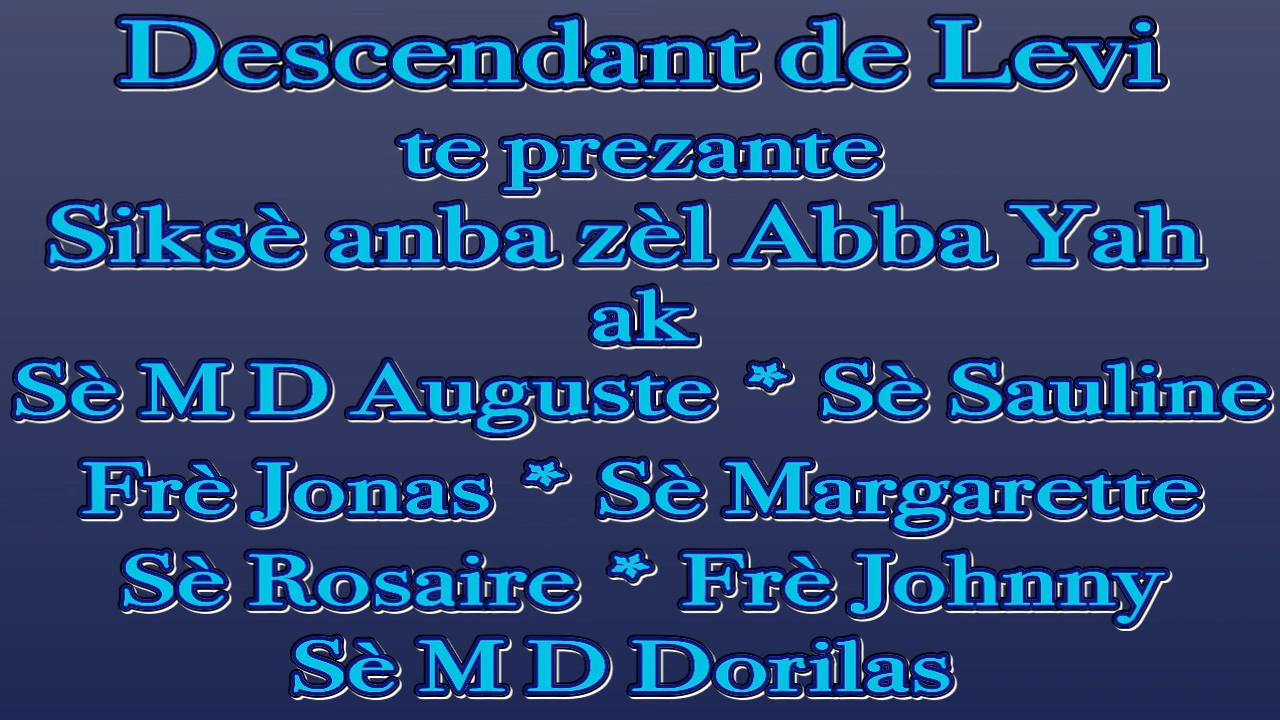 Descendant de Levi
te prezante
Siksè anba zèl Abba Yah
ak
Sè M D Auguste * Sè Sauline
Frè Jonas * Sè Margarette
Sè Rosaire * Frè Johnny
Sè M D Dorilas